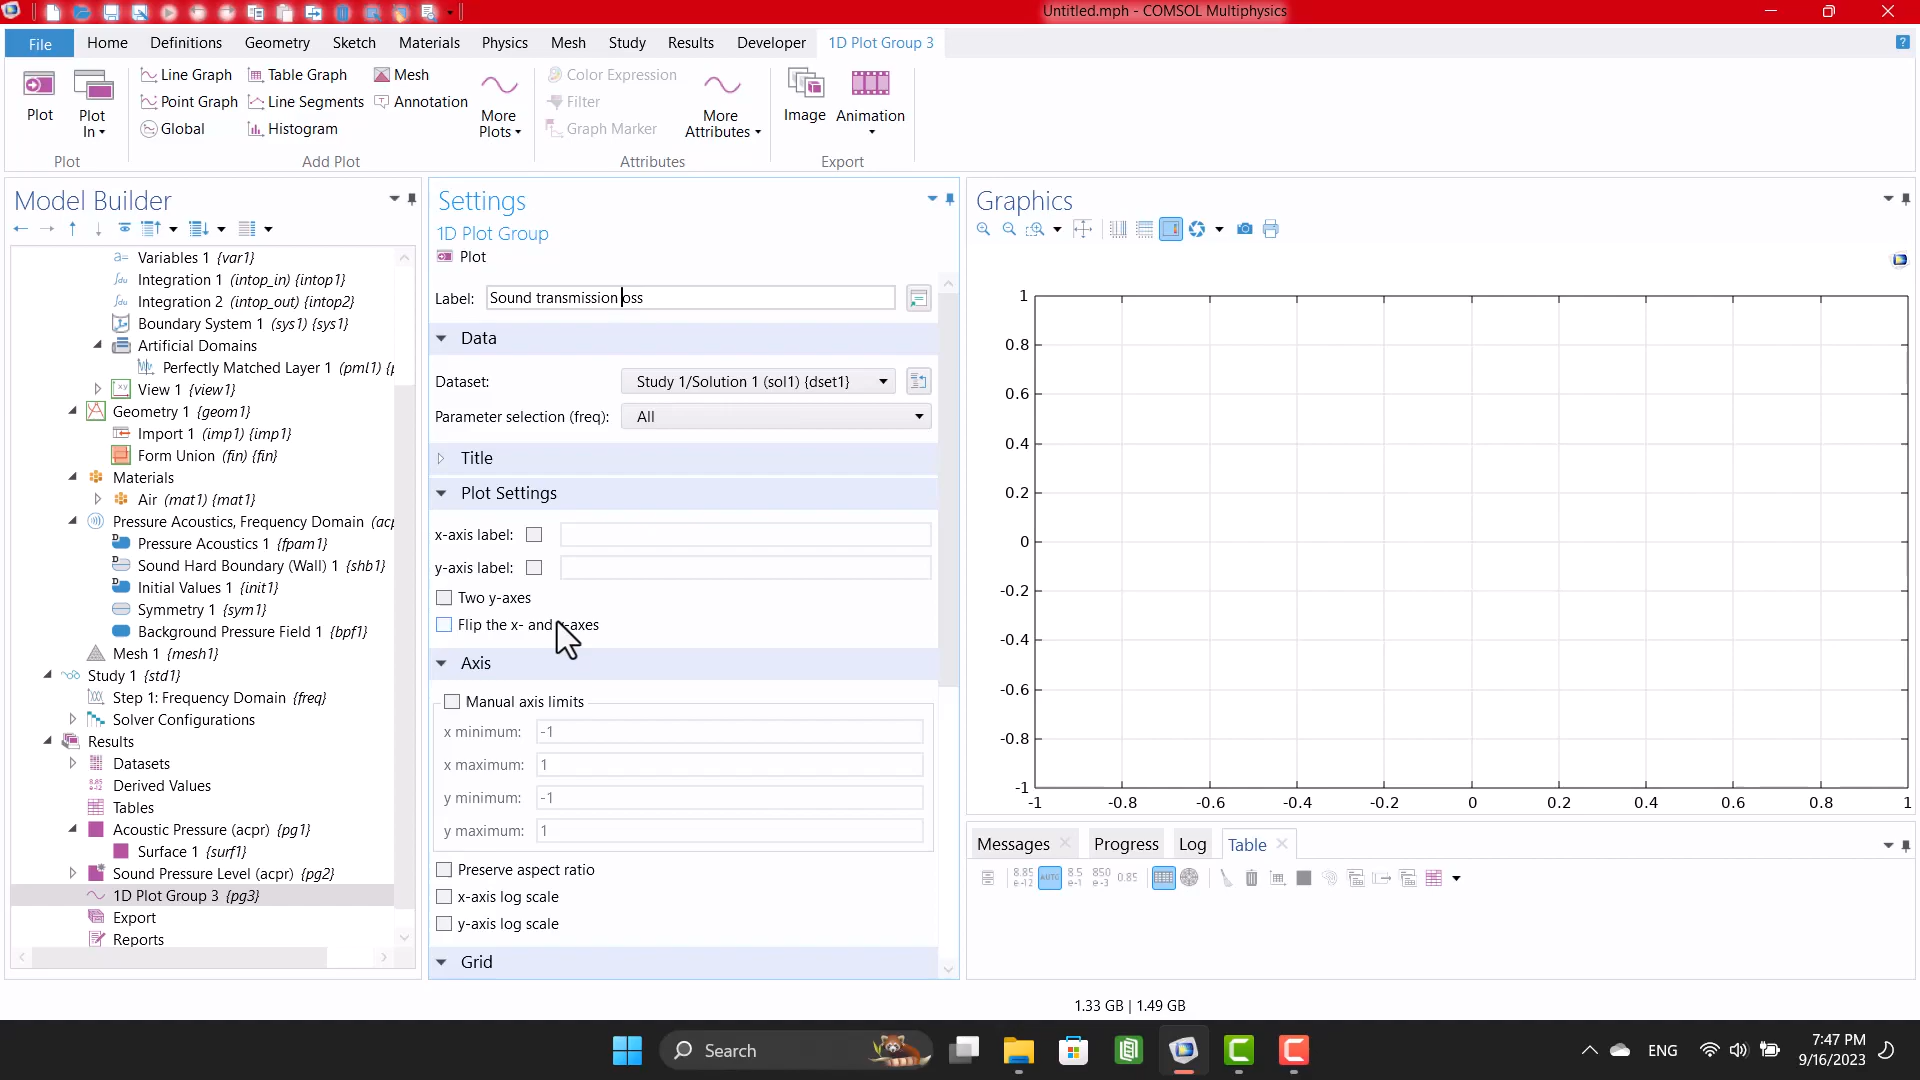 Untitled.mph - COMSOL Multiphysics
File Home Definitions Geometry Sketch Materials Physics Mesh Study Results Developer 1D Plot Group 3
Plot
Plot In
Line Graph
Point Graph
Global
Table Graph
Line Segments
Histogram
Mesh
Annotation
More Plots
Color Expression
Filter
Graph Marker
More Attributes
Image
Animation
Plot Add Plot Attributes Export
Model Builder
Variables 1 {var1}
Integration 1 (intop_in) {intop1}
Integration 2 (intop_out) {intop2}
Boundary System 1 (sys1) {sys1}
Artificial Domains
Perfectly Matched Layer 1 (pml1) {
View 1 {view1}
Geometry 1 {geom1}
Import 1 (imp1) {imp1}
Form Union (fin) {fin}
Materials
Air (mat1) {mat1}
Pressure Acoustics, Frequency Domain (acp
Pressure Acoustics 1 {fpam1}
Sound Hard Boundary (Wall) 1 {shb1}
Initial Values 1 {init1}
Symmetry 1 {sym1}
Background Pressure Field 1 {bpf1}
Mesh 1 {mesh1}
Study 1 {std1}
Step 1: Frequency Domain {freq}
Solver Configurations
Results
Datasets
Derived Values
Tables
Acoustic Pressure (acpr) {pg1}
Surface 1 {surf1}
Sound Pressure Level (acpr) {pg2}
1D Plot Group 3 {pg3}
Export
Reports
Settings
1D Plot Group
Plot
Label: Sound transmission oss
Data
Dataset: Study 1/Solution 1 (sol1) {dset1}
Parameter selection (freq): All
Title
Plot Settings
x-axis label:
y-axis label:
Two y-axes
Flip the x- and -axes
Axis
Manual axis limits
x minimum: -1
x maximum: 1
y minimum: -1
y maximum: 1
Preserve aspect ratio
x-axis log scale
y-axis log scale
Grid
Graphics
1
0.8
0.6
0.4
0.2
0
-0.2
-0.4
-0.6
-0.8
-1
-1 -0.8 -0.6 -0.4 -0.2 0 0.2 0.4 0.6 0.8 1
Messages Progress Log Table
8.85 e-12 AUTO 8.5 e-1 850 e-3 0.85
1.33 GB | 1.49 GB
Search
ENG
7:47 PM
9/16/2023